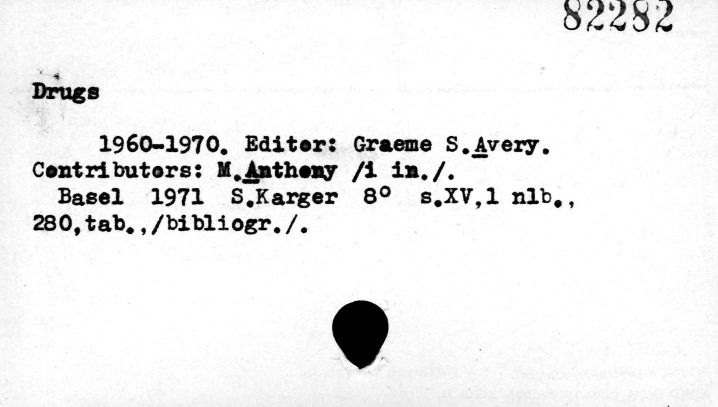 82282
Drugs
1960-1970. Editor: Graeme S.Avery.
Contributors: M.Anthony /i in./.
Basel 1971 S.Karger 8° s.XV,1 nlb.,
280,tab.,/bibliogr./.